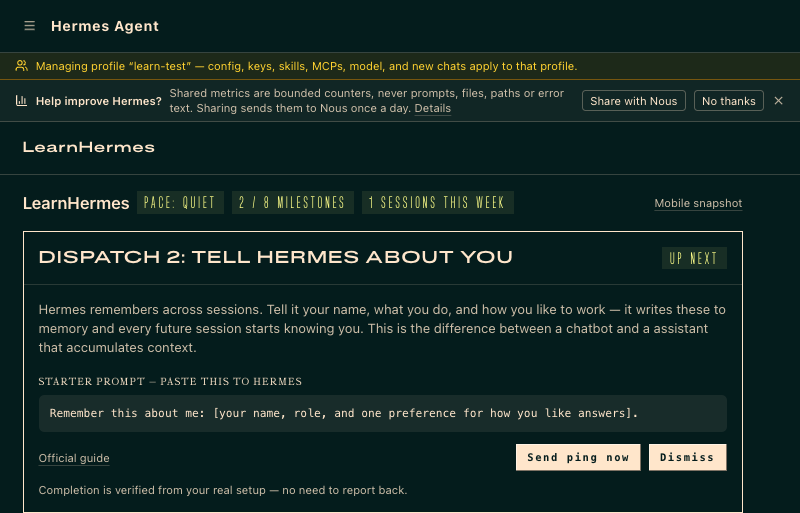 Hermes Agent
Managing profile “learn-test” — config, keys, skills, MCPs, model, and new chats apply to that profile.
Help improve Hermes? Shared metrics are bounded counters, never prompts, files, paths or error
text. Sharing sends them to Nous once a day. Details
Share with Nous
No thanks
LearnHermes
LearnHermes PACE: QUIET 2 / 8 MILESTONES 1 SESSIONS THIS WEEK Mobile snapshot
DISPATCH 2: TELL HERMES ABOUT YOU UP NEXT
Hermes remembers across sessions. Tell it your name, what you do, and how you like to work — it writes these to
memory and every future session starts knowing you. This is the difference between a chatbot and a assistant
that accumulates context.
STARTER PROMPT — PASTE THIS TO HERMES
Remember this about me: [your name, role, and one preference for how you like answers].
Official guide Send ping now Dismiss
Completion is verified from your real setup — no need to report back.